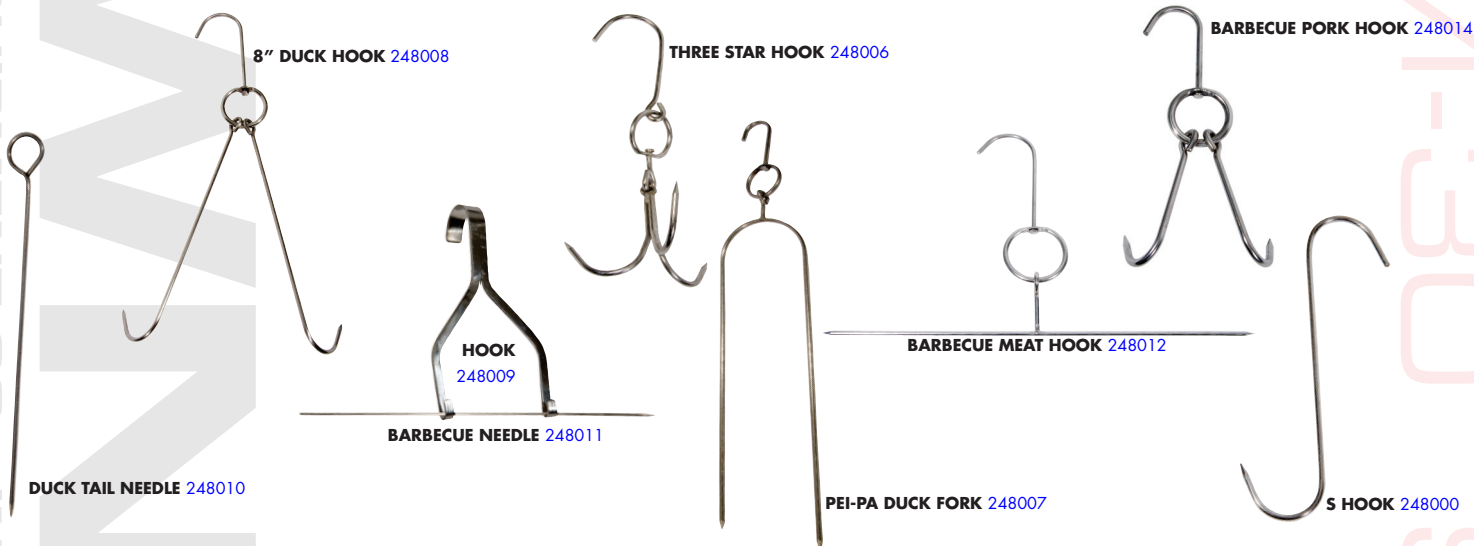 8” DUCK HOOK 248008
THREE STAR HOOK 248006
BARBECUE PORK HOOK 248014
HOOK
248009
BARBECUE MEAT HOOK 248012
BARBECUE NEEDLE 248011
DUCK TAIL NEEDLE 248010
PEI-PA DUCK FORK 248007
S HOOK 248000